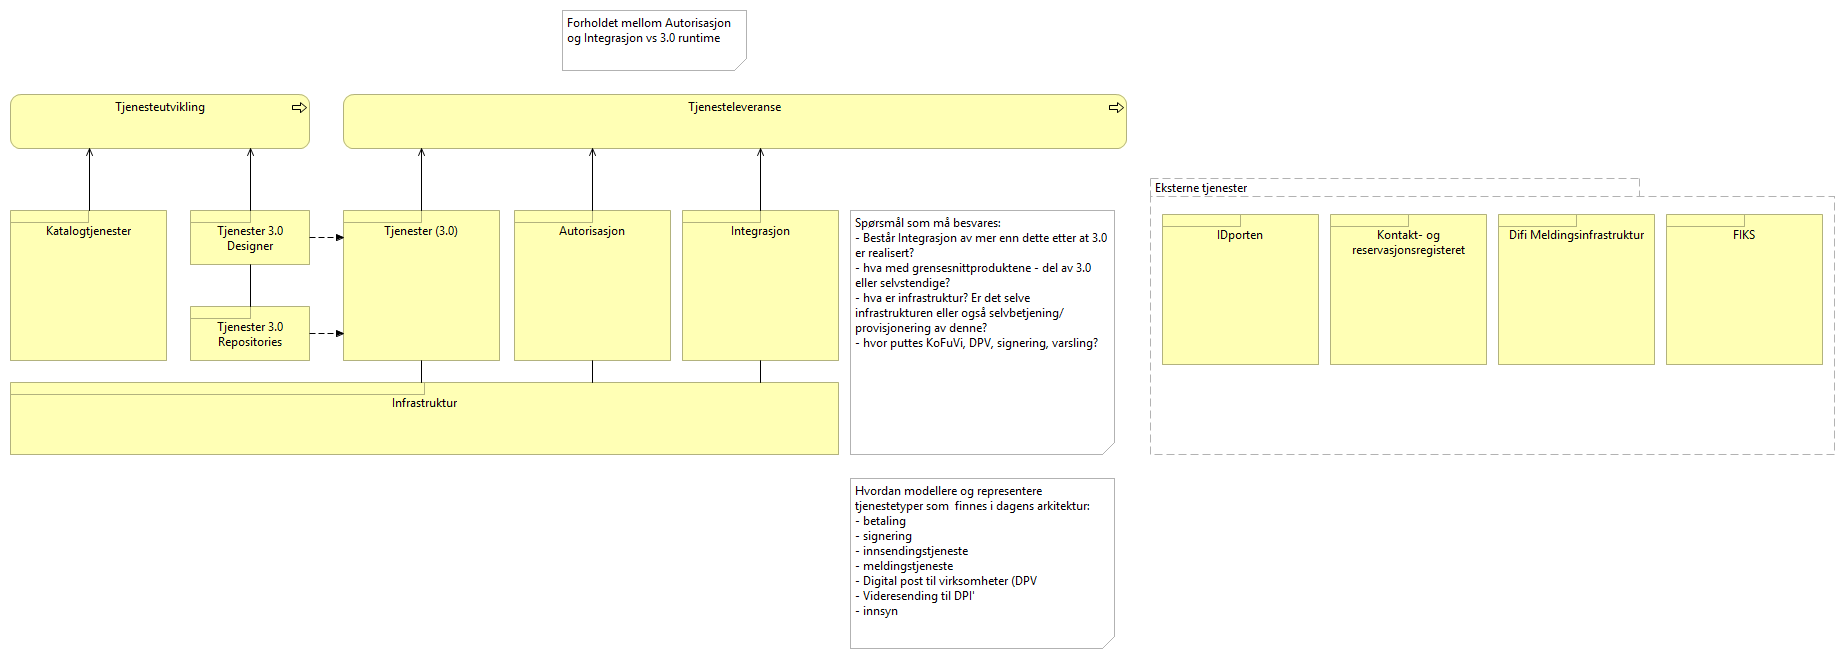 Forholdet mellom Autorisasjon
og Integrasjon vs 3.0 runtime
Tjenesteutvikling
Tjenesteleveranse
Katalogtjenester
Tjenester 3.0
Designer
Tjenester 3.0
Repositories
Tjenester (3.0)
Autorisasjon
Integrasjon
Infrastruktur
Spørsmål som må besvares:
- Består Integrasjon av mer enn dette etter at 3.0
er realisert?
- hva med grensesnittproduktene - del av 3.0
eller selvstendige?
- hva er infrastruktur? Er det selve
infrastrukturen eller også selvbetjening/
provisjonering av denne?
- hvor puttes KoFuVi, DPV, signering, varsling?
Hvordan modellere og representere
tjenestetyper som  finnes i dagens arkitektur:
- betaling
- signering
- innsendingstjeneste
- meldingstjeneste
- Digital post til virksomheter (DPV
- Videresending til DPI'
- innsyn
Eksterne tjenester
IDporten
Kontakt- og
reservasjonsregisteret
Difi Meldingsinfrastruktur
FIKS